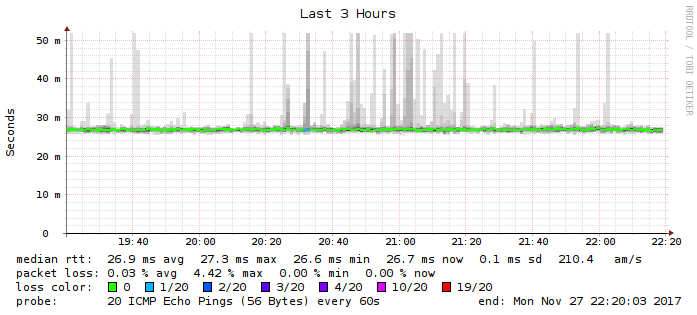 Last 3 Hours
RRDTOOL / TOBI OETIKER
Seconds
50 m
40 m
30 m
20 m
10 m
0
19:40 20:00 20:20 20:40 21:00 21:20 21:40 22:00 22:20
median rtt: 26.9 ms avg 27.3 ms max 26.6 ms min 26.7 ms now 0.1 ms sd 210.4 am/s
packet loss: 0.03 % avg 4.42 % max 0.00 % min 0.00 % now
loss color: 0 1/20 2/20 3/20 4/20 10/20 19/20
probe: 20 ICMP Echo Pings (56 Bytes) every 60s end: Mon Nov 27 22:20:03 2017